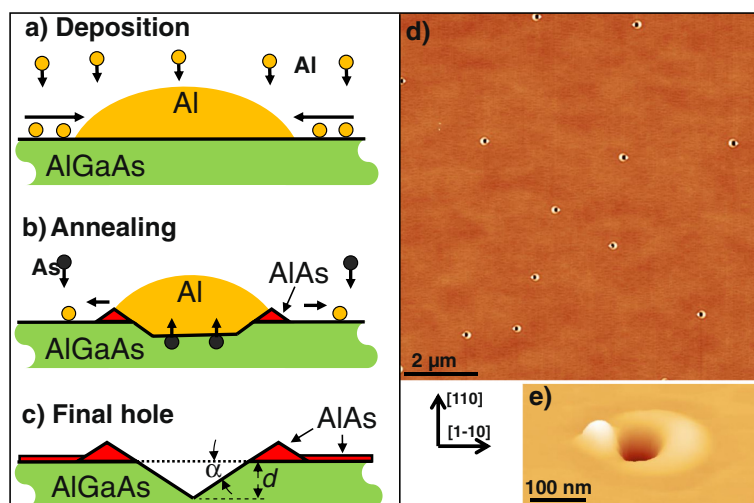 a) Deposition
Al
Al
AlGaAs
b) Annealing
As
AlAs
Al
AlGaAs
c) Final hole
AlAs
α
d
AlGaAs
d)
2 μm
[110]
[1-10]
e)
100 nm